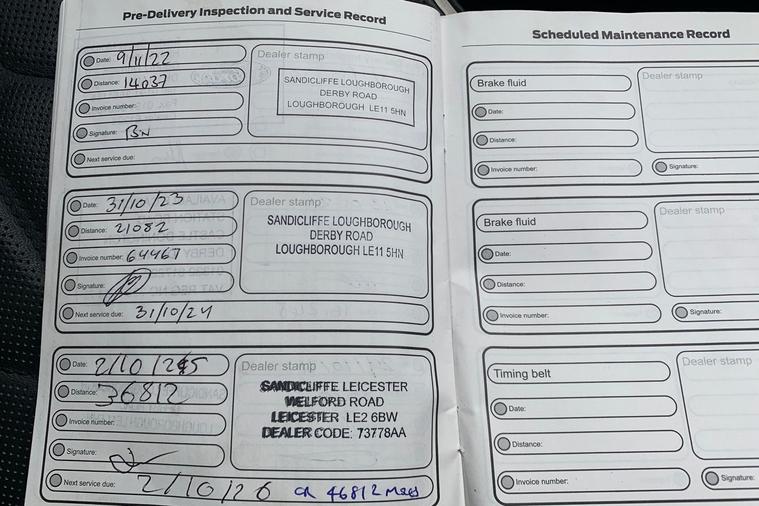 Pre-Delivery Inspection and Service Record
Date: 9/11/22
Distance: 14037
Invoice number:
Signature: BN
Next service due:
Dealer stamp
SANDICLIFFE LOUGHBOROUGH
DERBY ROAD
LOUGHBOROUGH LE11 5HN
Date: 31/10/23
Distance: 21082
Invoice number: 64467
Signature:
Next service due: 31/10/24
Dealer stamp
SANDICLIFFE LOUGHBOROUGH
DERBY ROAD
LOUGHBOROUGH LE11 5HN
Date: 2/10/25
Distance: 36812
Invoice number:
Signature:
Next service due: 2/10/26 OR 46812 Miles
Dealer stamp
SANDICLIFFE LEICESTER
WELFORD ROAD
LEICESTER LE2 6BW
DEALER CODE: 73778AA
Scheduled Maintenance Record
Brake fluid
Date:
Distance:
Invoice number:
Dealer stamp
Signature:
Brake fluid
Date:
Distance:
Invoice number:
Dealer stamp
Signature:
Timing belt
Date:
Distance:
Invoice number:
Dealer stamp
Signature: